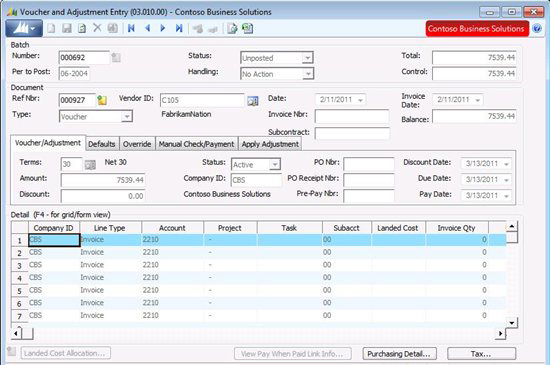 Voucher and Adjustment Entry (03.010.00) - Contoso Business Solutions
Contoso Business Solutions
Batch
Number: 000692 Status: Unposted Total: 7539.44
Per to Post: 06-2004 Handling: No Action Control: 7539.44
Document
Ref Nbr: 000927 Vendor ID: C105 Date: 2/11/2011 Invoice Date: 2/11/2011
Type: Voucher FabrikamNation Invoice Nbr: Balance: 7539.44
Subcontract:
Voucher/Adjustment Defaults Override Manual Check/Payment Apply Adjustment
Terms: 30 Net 30 Status: Active PO Nbr: Discount Date: 3/13/2011
Amount: 7539.44 Company ID: CBS PO Receipt Nbr: Due Date: 3/13/2011
Discount: 0.00 Contoso Business Solutions Pre-Pay Nbr: Pay Date: 3/13/2011
Detail (F4 - for grid/form view)
Company ID Line Type Account Project Task Subacct Landed Cost Invoice Qty
1 CBS Invoice 2210 - 00 0
2 CBS Invoice 2210 - 00 0
3 CBS Invoice 2210 - 00 0
4 CBS Invoice 2210 - 00 0
5 CBS Invoice 2210 - 00 0
6 CBS Invoice 2210 - 00 0
7 CBS Invoice 2210 - 00 0
Landed Cost Allocation... View Pay When Paid Link Info... Purchasing Detail... Tax...